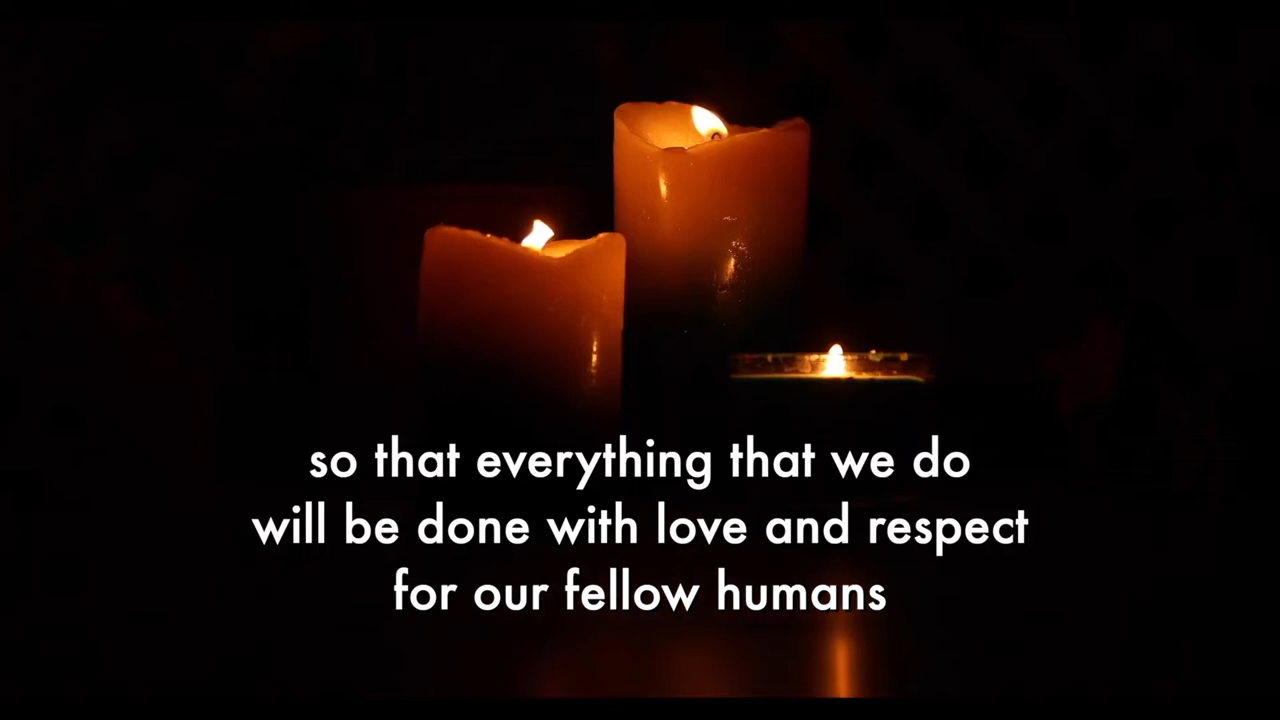 so that everything that we do
will be done with love and respect
for our fellow humans